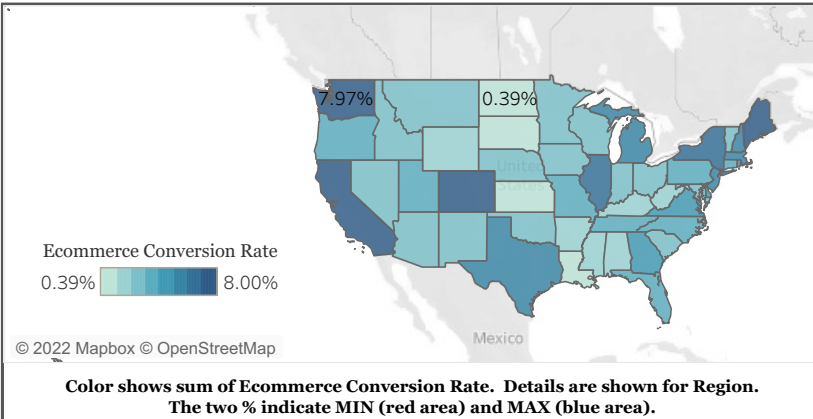 7.97%
0.39%
United
States
Ecommerce Conversion Rate
0.39%
8.00%
Mexico
© 2022 Mapbox © OpenStreetMap
Color shows sum of Ecommerce Conversion Rate.  Details are shown for Region.
The two % indicate MIN (red area) and MAX (blue area).